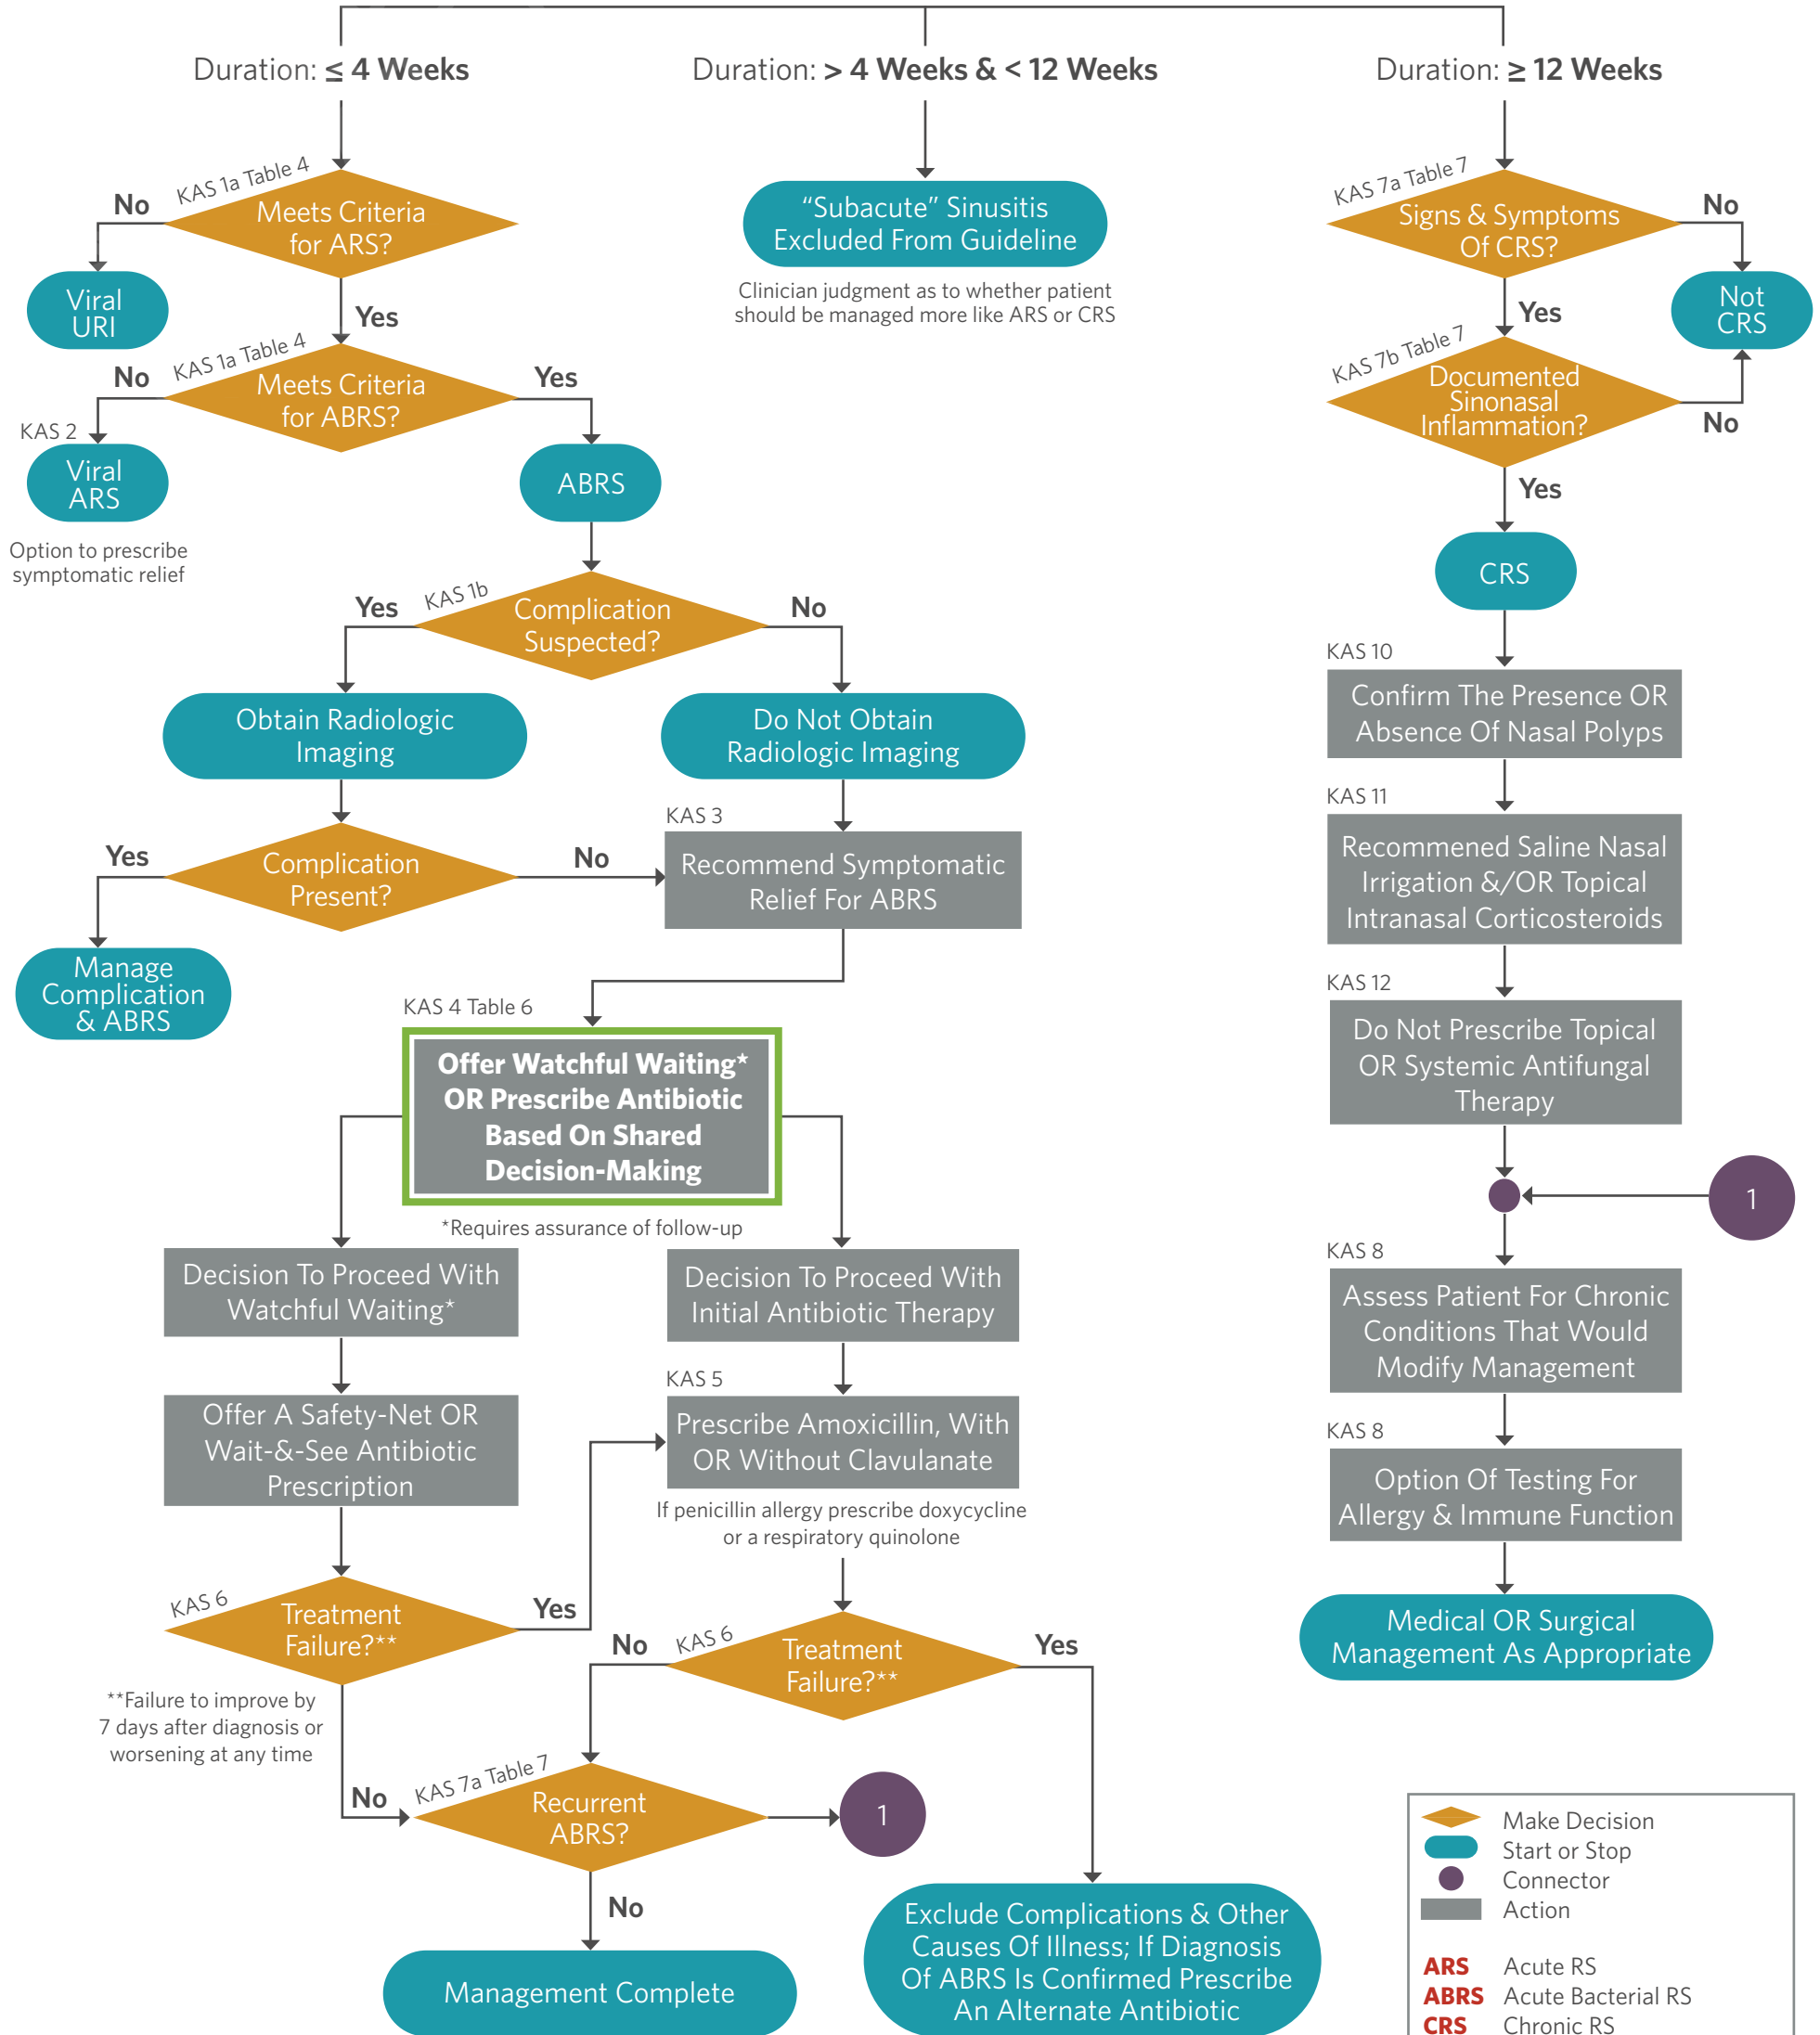 Duration: ≤ 4 Weeks
Duration: > 4 Weeks & < 12 Weeks
Duration: ≥ 12 Weeks
KAS 1a Table 4
No
Meets Criteria
for ARS?
Viral
URI
Yes
KAS 1a Table 4
No
Meets Criteria
for ABRS?
Yes
KAS 2
Viral
ARS
Option to prescribe
symptomatic relief
ABRS
KAS 1b
Yes
Complication
Suspected?
No
Obtain Radiologic
Imaging
Do Not Obtain
Radiologic Imaging
Yes
Complication
Present?
No
KAS 3
Recommend Symptomatic
Relief For ABRS
Manage
Complication
& ABRS
KAS 4 Table 6
Offer Watchful Waiting*
OR Prescribe Antibiotic
Based On Shared
Decision-Making
*Requires assurance of follow-up
Decision To Proceed With
Watchful Waiting*
Offer A Safety-Net OR
Wait-&-See Antibiotic
Prescription
KAS 6
Treatment
Failure?**
Yes
**Failure to improve by
7 days after diagnosis or
worsening at any time
No
Decision To Proceed With
Initial Antibiotic Therapy
KAS 5
Prescribe Amoxicillin, With
OR Without Clavulanate
If penicillin allergy prescribe doxycycline
or a respiratory quinolone
No
KAS 6
Treatment
Failure?**
Yes
KAS 7a Table 7
Recurrent
ABRS?
1
No
Management Complete
Exclude Complications & Other
Causes Of Illness; If Diagnosis
Of ABRS Is Confirmed Prescribe
An Alternate Antibiotic
"Subacute" Sinusitis
Excluded From Guideline
Clinician judgment as to whether patient
should be managed more like ARS or CRS
KAS 7a Table 7
Signs & Symptoms
Of CRS?
No
Not
CRS
Yes
KAS 7b Table 7
Documented
Sinonasal
Inflammation?
No
Yes
CRS
KAS 10
Confirm The Presence OR
Absence Of Nasal Polyps
KAS 11
Recommened Saline Nasal
Irrigation &/OR Topical
Intranasal Corticosteroids
KAS 12
Do Not Prescribe Topical
OR Systemic Antifungal
Therapy
1
KAS 8
Assess Patient For Chronic
Conditions That Would
Modify Management
KAS 8
Option Of Testing For
Allergy & Immune Function
Medical OR Surgical
Management As Appropriate
Make Decision
Start or Stop
Connector
Action
ARS Acute RS
ABRS Acute Bacterial RS
CRS Chronic RS